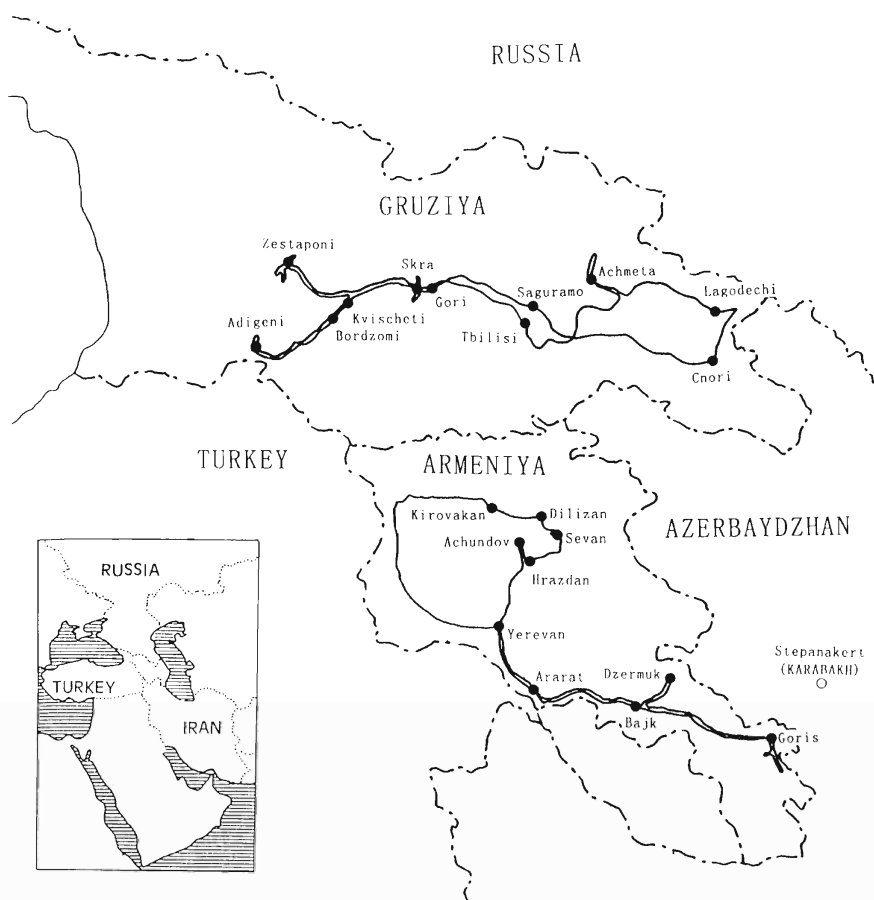 RUSSIA
GRUZIYA
Zestaponi
Skra
Achmeta
Saguramo
Lagodechi
Gori
Adigeni
Kvischeti
Bordzomi
Tbilisi
Cnori
TURKEY
ARMENIYA
Kirovakan
Dilizan
AZERBAYDZHAN
Achundov
Sevan
Hrazdan
Yerevan
Stepanakert
(KARABAKH)
Ararat
Dzermuk
Bajk
Goris
RUSSIA
TURKEY
IRAN